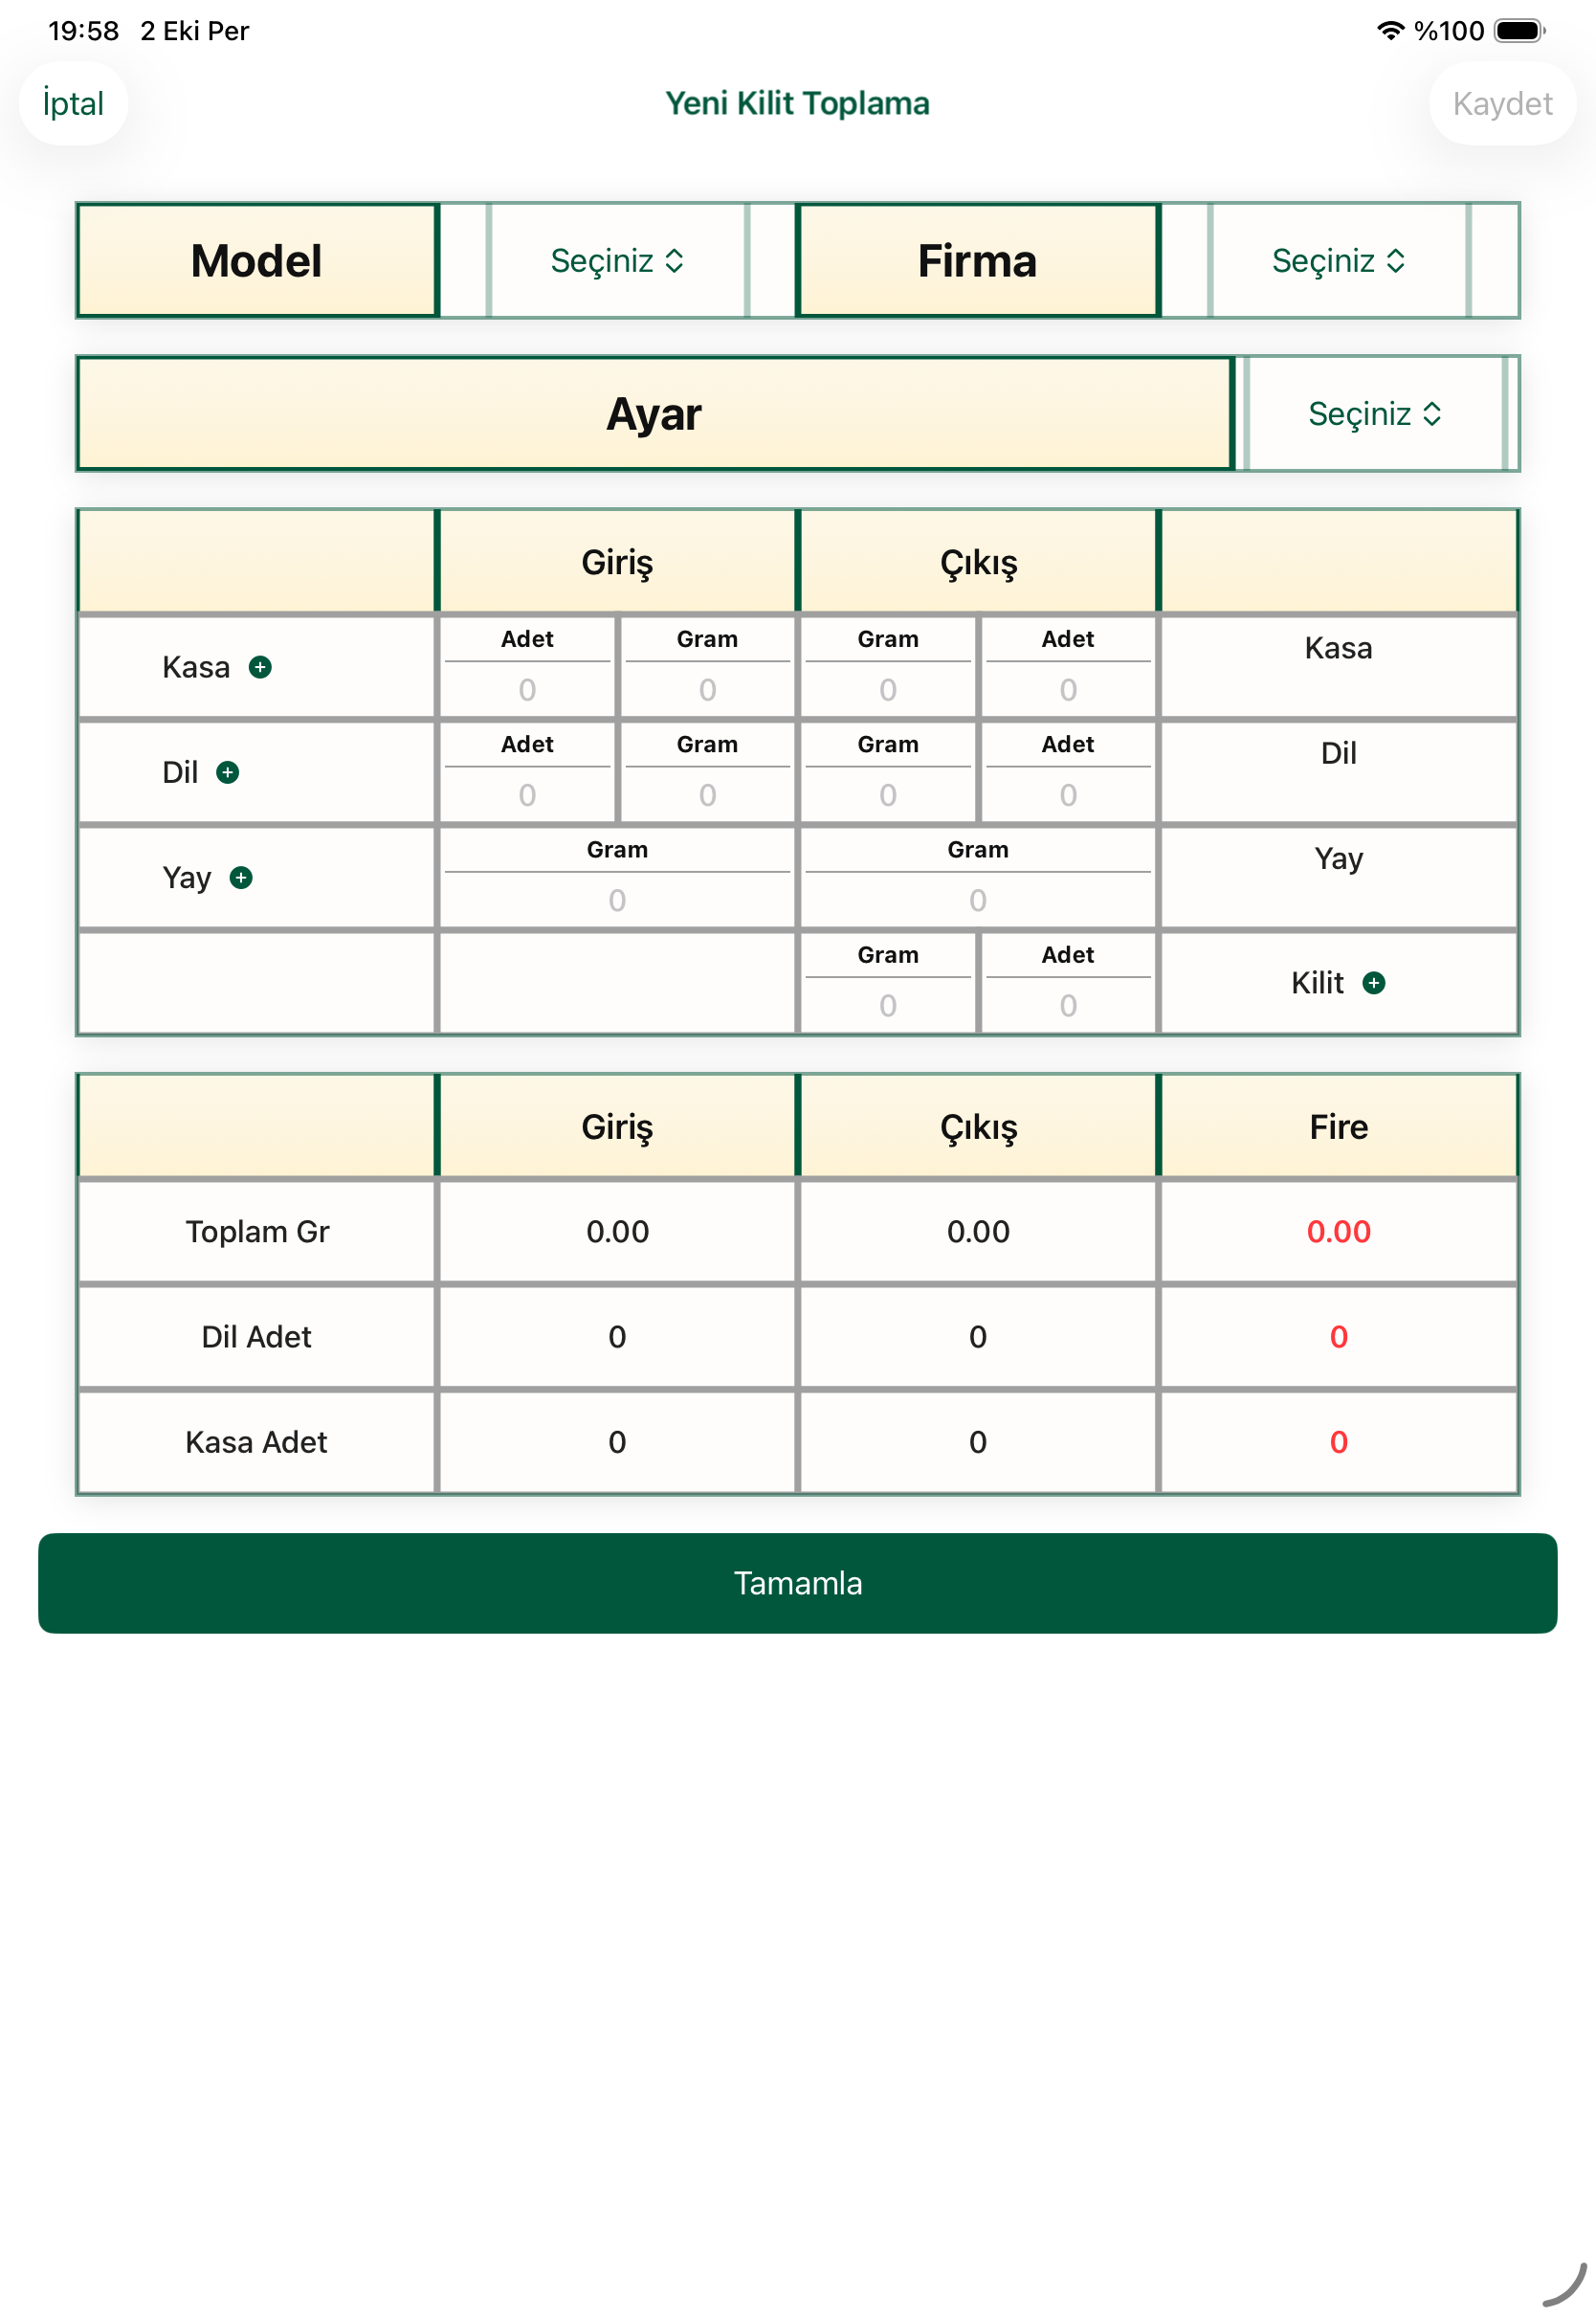 19:58 2 Eki Per %100
İptal Yeni Kilit Toplama Kaydet
Model Seçiniz Firma Seçiniz
Ayar Seçiniz
Giriş Çıkış
Kasa Adet Gram Gram Adet Kasa
0 0 0 0
Dil Adet Gram Gram Adet Dil
0 0 0 0
Yay Gram Gram Yay
0 0
Gram Adet Kilit
0 0
Giriş Çıkış Fire
Toplam Gr 0.00 0.00 0.00
Dil Adet 0 0 0
Kasa Adet 0 0 0
Tamamla